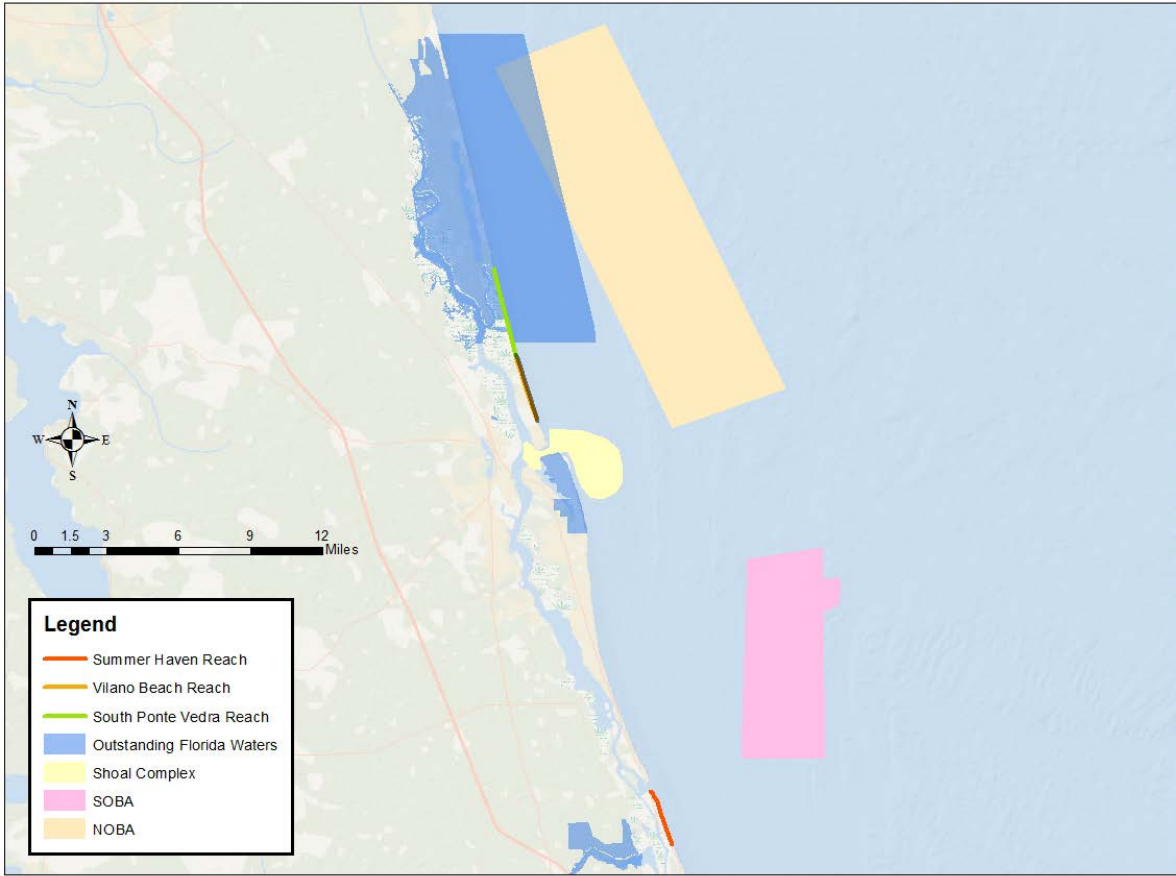 N
W E
S
0 1.5 3 6 9 12
Miles
Legend
Summer Haven Reach
Vilano Beach Reach
South Ponte Vedra Reach
Outstanding Florida Waters
Shoal Complex
SOBA
NOBA